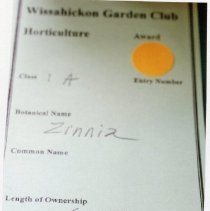 Wissahickon Garden Club
Horticulture Award
Class 1 A
Entry Number
Botanical Name
Zinnia
Common Name
Length of Ownership